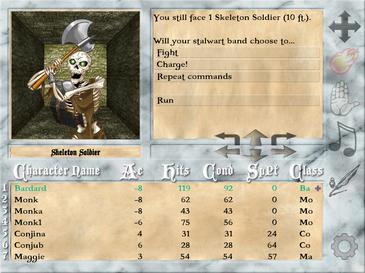 You still face 1 Skeleton Soldier (10 ft.).
Will your stalwart band choose to...
Fight
Charge!
Repeat commands
Run
Skeleton Soldier
Character Name Ac Hits Cond SpPt Class
1 Bardard -8 119 92 0 Ba
2 Monk -8 62 62 0 Mo
3 Monka -8 43 43 0 Mo
4 Monk1 -6 75 56 0 Mo
5 Conjina 4 31 31 24 Co
6 Conjub 6 28 28 64 Co
7 Maggie 3 54 54 57 Ma